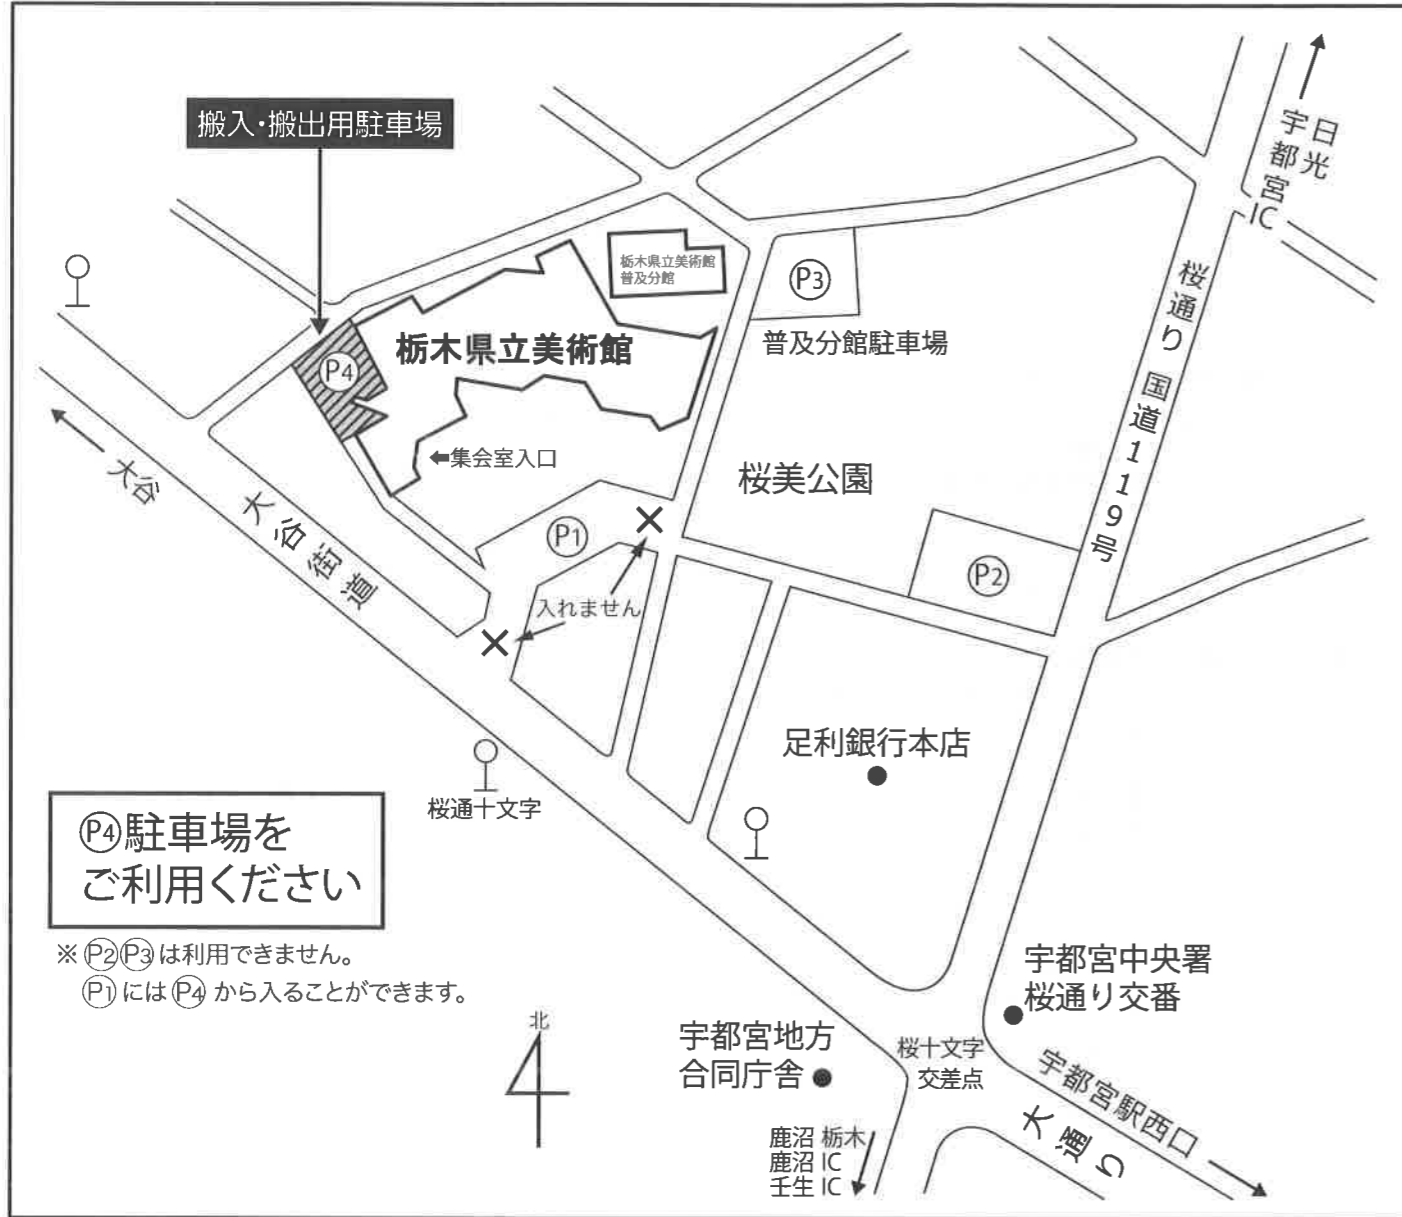 搬入・搬出用駐車場
日光
宇都宮IC
栃木県立美術館
普及分館
P3
普及分館駐車場
栃木県立美術館
P4
桜通り 国道119号
←集会室入口
桜美公園
大谷
大谷街道
P1
P2
入れません
足利銀行本店
桜通十文字
P4駐車場を
ご利用ください
※P2P3は利用できません。
P1にはP4から入ることができます。
北
宇都宮中央署
桜通り交番
宇都宮地方
合同庁舎
桜十文字
交差点
宇都宮駅西口
大通り
鹿沼 栃木
鹿沼 IC
壬生 IC